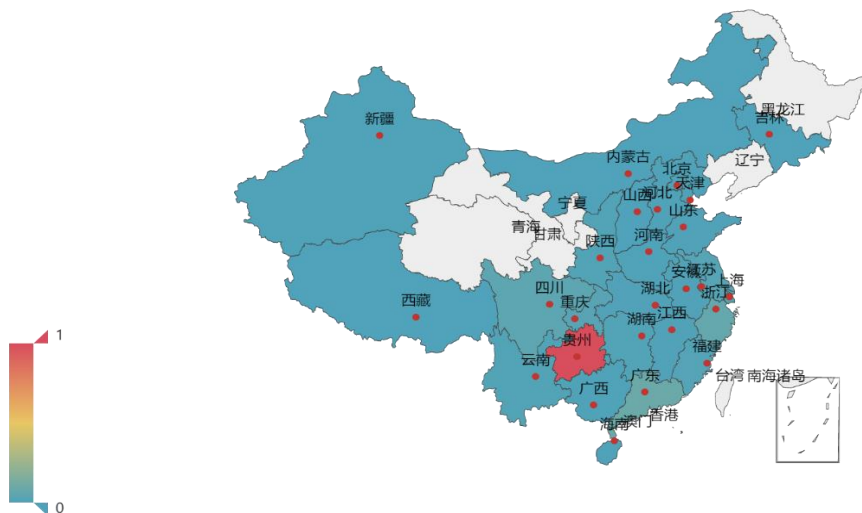 黑龙江
吉林
新疆
内蒙古
辽宁
北京
天津
宁夏
山西
河北
山东
青海
甘肃
陕西
河南
西藏
四川
重庆
湖北
安徽
江苏
上海
浙江
湖南
江西
贵州
福建
云南
广西
广东
台湾
南海诸岛
香港
澳门
海南
1
0